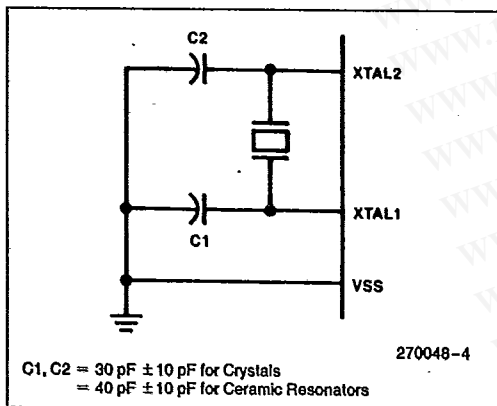 C2
XTAL2
XTAL1
C1
VSS
270048-4
C1, C2 = 30 pF ±10 pF for Crystals
= 40 pF ±10 pF for Ceramic Resonators